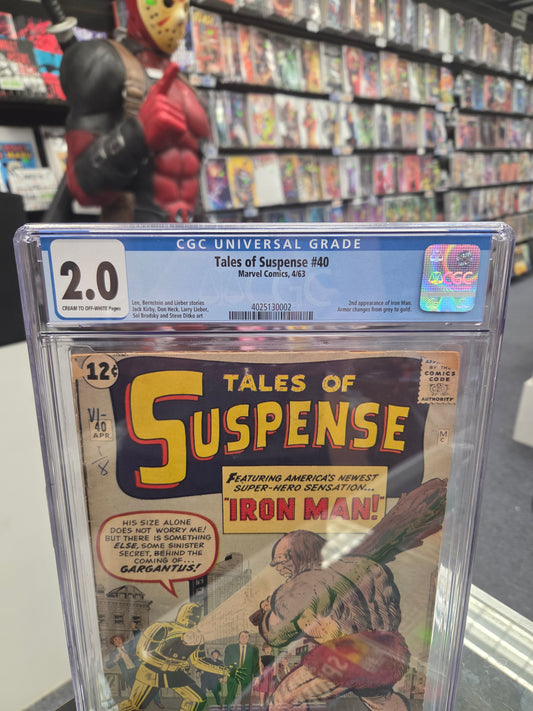 CGC UNIVERSAL GRADE
2.0
CREAM TO OFF-WHITE Pages
Tales of Suspense #40
Marvel Comics, 4/63
Lee, Bernstein and Lieber stories
Jack Kirby, Don Heck, Larry Lieber,
Sol Brodsky and Steve Ditko art
4025130002
2nd appearance of Iron Man.
Armor changes from grey to gold.
CGC
12¢
VI-
40
APR.
1/8
TALES OF
SUSPENSE
APPROVED
BY THE
COMICS
CODE
AUTHORITY
MC
FEATURING AMERICA'S NEWEST
SUPER-HERO SENSATION...
"IRON MAN!"
HIS SIZE ALONE
DOES NOT WORRY ME!
BUT THERE IS SOMETHING
ELSE, SOME SINISTER
SECRET, BEHIND THE
COMING OF...
GARGANTUS!